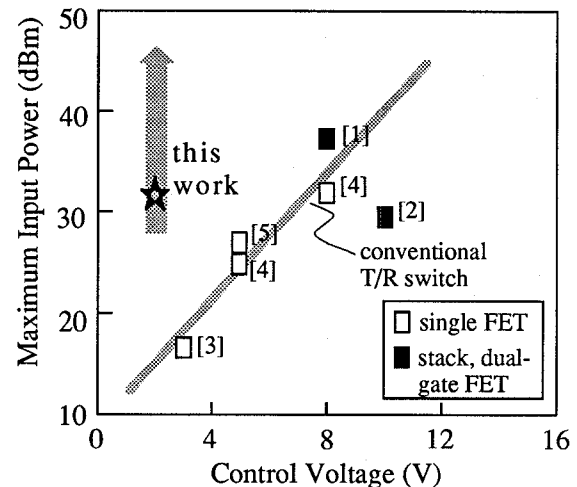 50
40
30
20
10
Maximum Input Power (dBm)
this
work
[1]
[4]
[2]
[5]
[4]
[3]
conventional
T/R switch
single FET
stack, dual-
gate FET
0
4
8
12
16
Control Voltage (V)